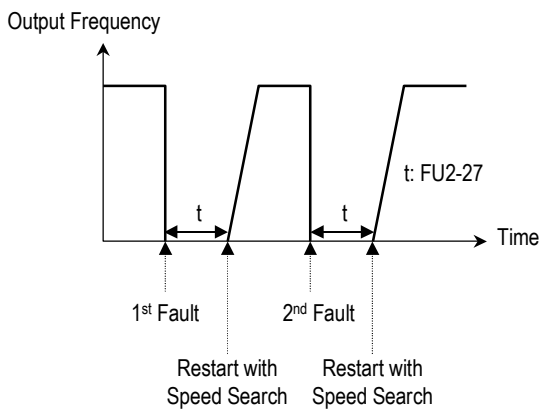 Output Frequency
t: FU2-27
t
t
Time
1st Fault
2nd Fault
Restart with
Speed Search
Restart with
Speed Search